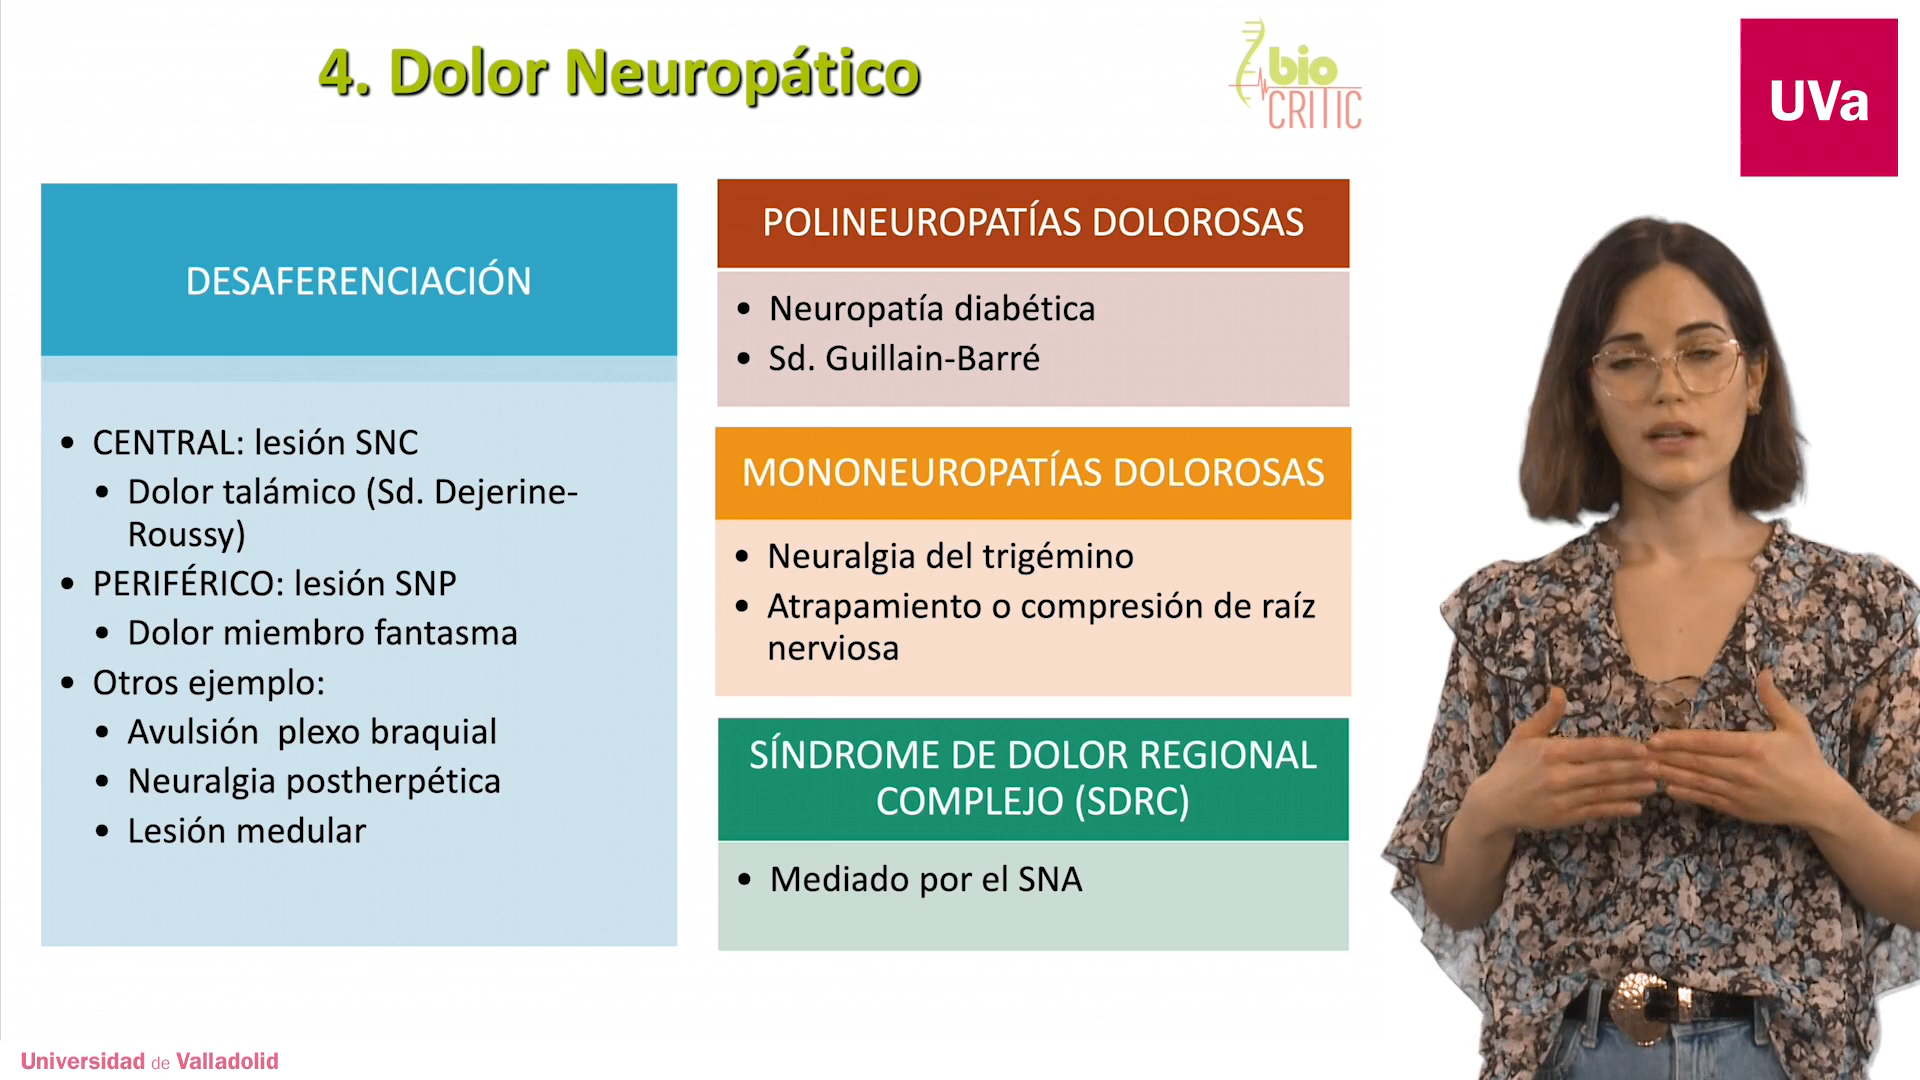 4. Dolor Neuropático
bio
CRITIC
UVa
DESAFERENCIACIÓN
• CENTRAL: lesión SNC
• Dolor talámico (Sd. Dejerine-
Roussy)
• PERIFÉRICO: lesión SNP
• Dolor miembro fantasma
• Otros ejemplo:
• Avulsión plexo braquial
• Neuralgia postherpética
• Lesión medular
POLINEUROPATÍAS DOLOROSAS
• Neuropatía diabética
• Sd. Guillain-Barré
MONONEUROPATÍAS DOLOROSAS
• Neuralgia del trigémino
• Atrapamiento o compresión de raíz
nerviosa
SÍNDROME DE DOLOR REGIONAL
COMPLEJO (SDRC)
• Mediado por el SNA
Universidad de Valladolid